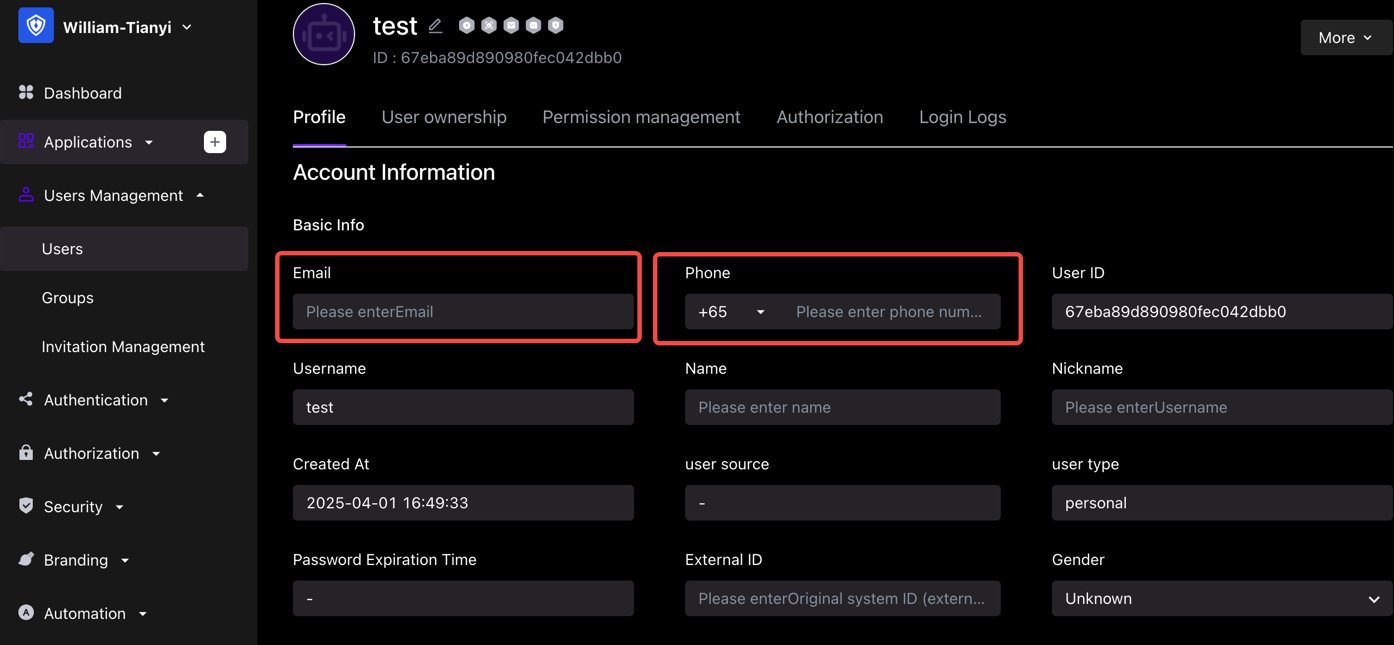 William-Tianyi
Dashboard
Applications
Users Management
Users
Groups
Invitation Management
Authentication
Authorization
Security
Branding
Automation
test
ID : 67eba89d890980fec042dbb0
More
Profile User ownership Permission management Authorization Login Logs
Account Information
Basic Info
Email Phone User ID
Please enterEmail +65 Please enter phone num... 67eba89d890980fec042dbb0
Username Name Nickname
test Please enter name Please enterUsername
Created At user source user type
2025-04-01 16:49:33 - personal
Password Expiration Time External ID Gender
- Please enterOriginal system ID (extern... Unknown